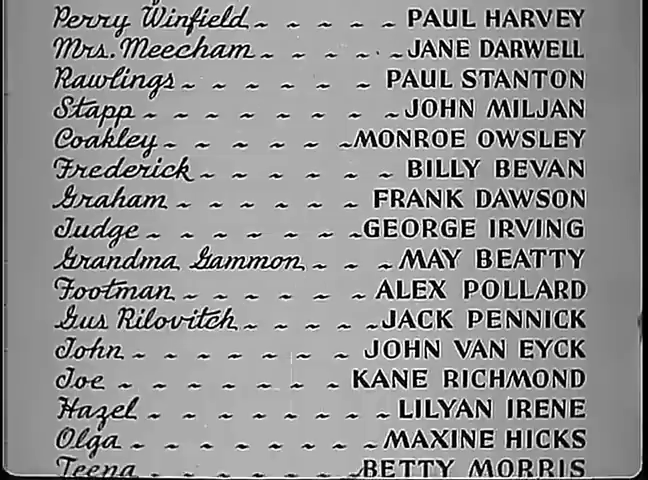 Perry Winfield ~ ~ ~ ~ ~ PAUL HARVEY
Mrs. Meecham ~ ~ ~ ~ ~ JANE DARWELL
Rawlings ~ ~ ~ ~ ~ ~ ~ PAUL STANTON
Stapp ~ ~ ~ ~ ~ ~ ~ ~ ~ JOHN MILJAN
Coakley ~ ~ ~ ~ ~ ~ ~ MONROE OWSLEY
Frederick ~ ~ ~ ~ ~ ~ ~ BILLY BEVAN
Graham ~ ~ ~ ~ ~ ~ FRANK DAWSON
Judge ~ ~ ~ ~ ~ ~ ~ ~ GEORGE IRVING
Grandma Gammon ~ ~ ~ ~ MAY BEATTY
Footman ~ ~ ~ ~ ~ ~ ~ ALEX POLLARD
Gus Rilovitch ~ ~ ~ ~ ~ JACK PENNICK
John ~ ~ ~ ~ ~ ~ ~ ~ JOHN VAN EYCK
Joe ~ ~ ~ ~ ~ ~ ~ ~ KANE RICHMOND
Hazel ~ ~ ~ ~ ~ ~ ~ ~ LILYAN IRENE
Olga ~ ~ ~ ~ ~ ~ ~ ~ ~ MAXINE HICKS
Teena ~ ~ ~ ~ ~ ~ ~ ~ BETTY MORRIS